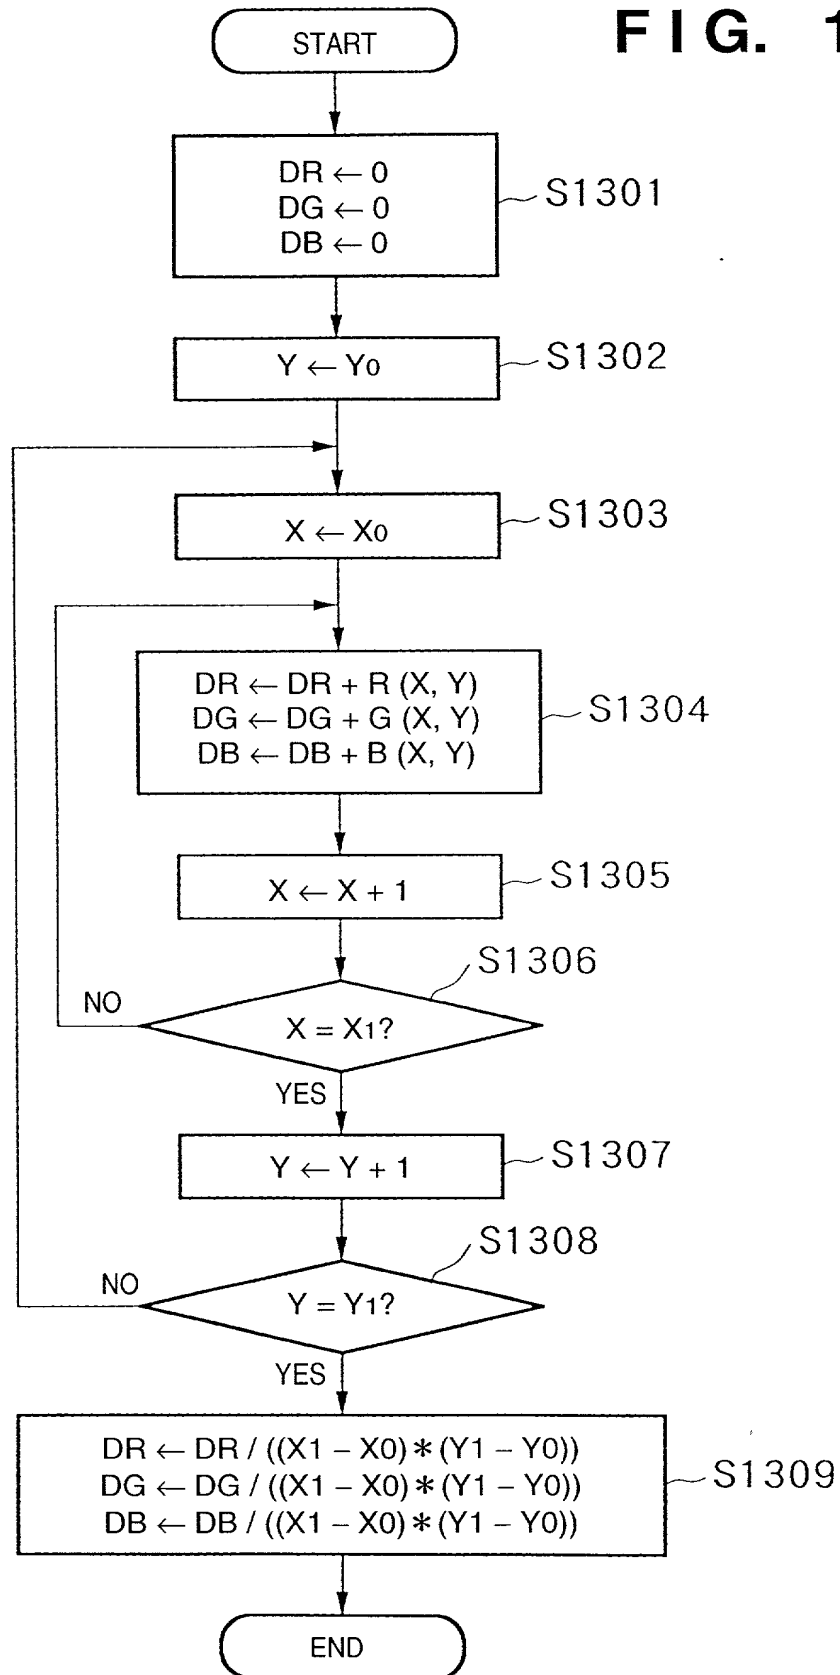 FIG. 1
START
DR ← 0
DG ← 0
DB ← 0
S1301
Y ← Y0
S1302
X ← X0
S1303
DR ← DR + R (X, Y)
DG ← DG + G (X, Y)
DB ← DB + B (X, Y)
S1304
X ← X + 1
S1305
S1306
NO
X = X1?
YES
Y ← Y + 1
S1307
S1308
NO
Y = Y1?
YES
DR ← DR / ((X1 – X0) * (Y1 – Y0))
DG ← DG / ((X1 – X0) * (Y1 – Y0))
DB ← DB / ((X1 – X0) * (Y1 – Y0))
S1309
END